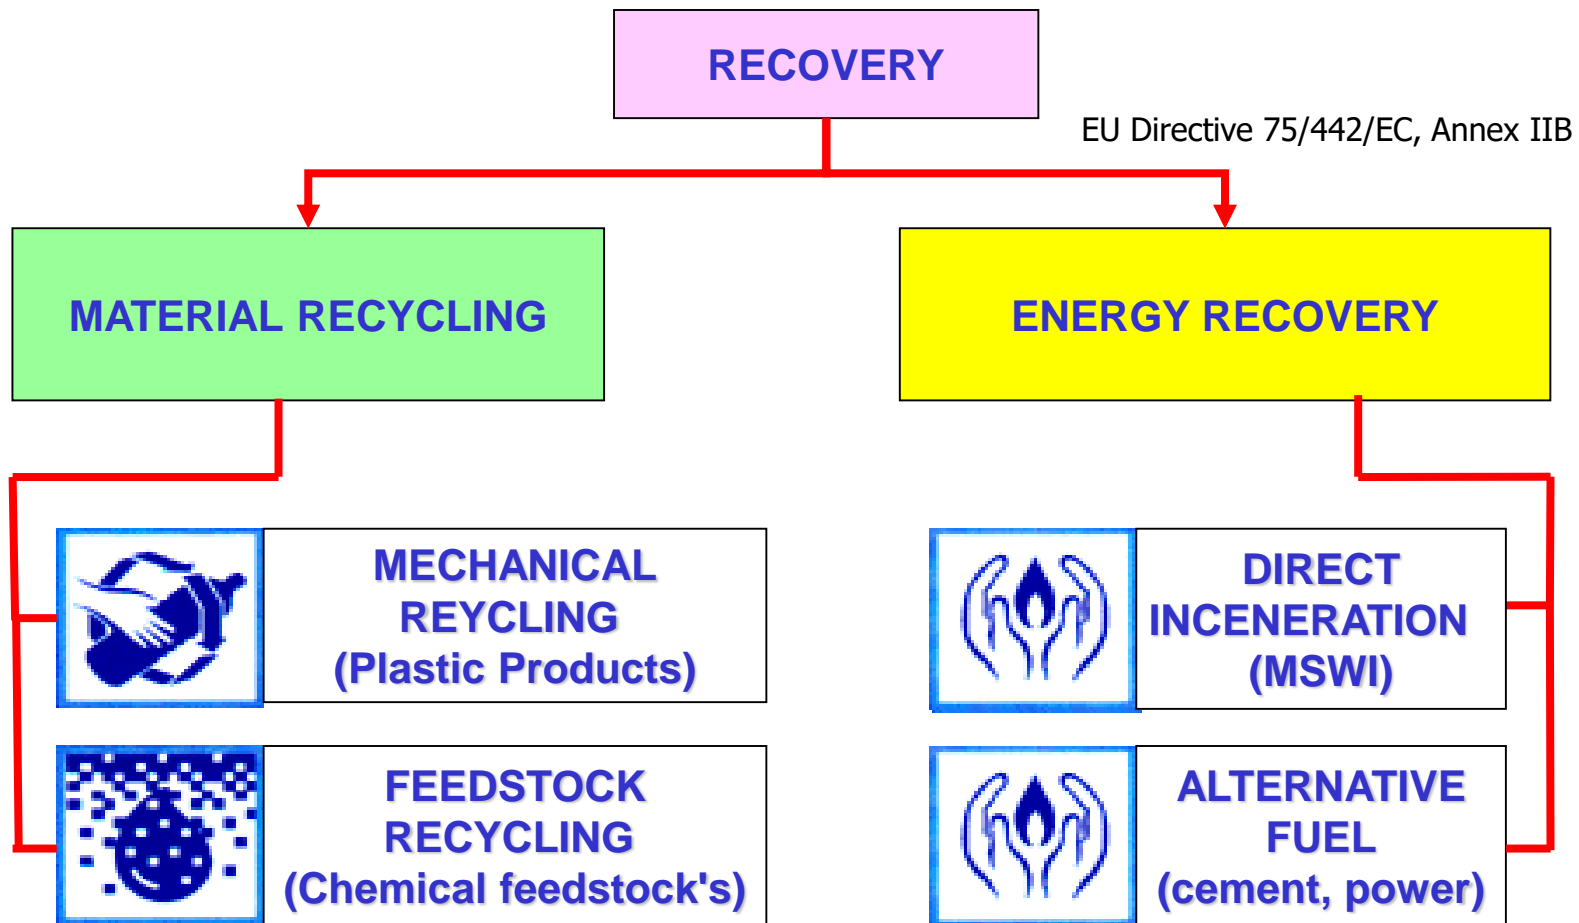 RECOVERY
EU Directive 75/442/EC, Annex IIB
MATERIAL RECYCLING
ENERGY RECOVERY
MECHANICAL
REYCLING
(Plastic Products)
DIRECT
INCENERATION
(MSWI)
FEEDSTOCK
RECYCLING
(Chemical feedstock's)
ALTERNATIVE
FUEL
(cement, power)